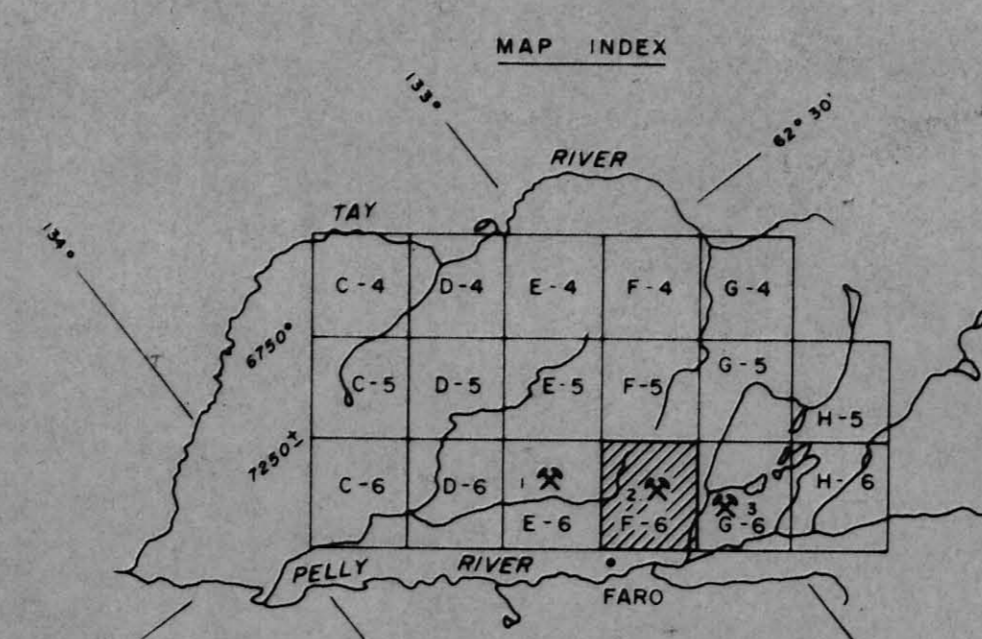 MAP INDEX
133°
62° 30'
RIVER
TAY
134°
C-4 D-4 E-4 F-4 G-4
6750°
C-5 D-5 E-5 F-5 G-5
H-5
7250±
C-6 D-6 1 2 3 H-6
E-6 F-6 G-6
PELLY RIVER
FARO